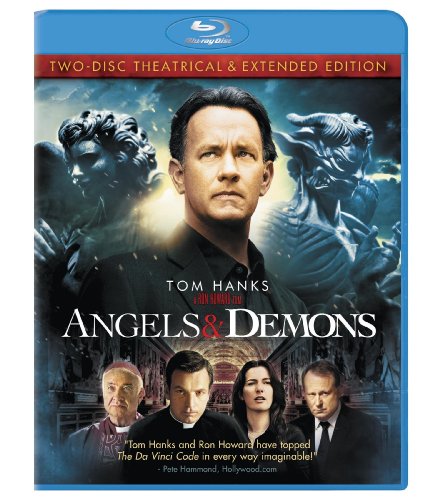 Blu-ray Disc
TWO-DISC THEATRICAL & EXTENDED EDITION
TOM HANKS
A RON HOWARD FILM
ANGELS & DEMONS
"Tom Hanks and Ron Howard have topped
The Da Vinci Code in every way imaginable!"
- Pete Hammond, Hollywood.com